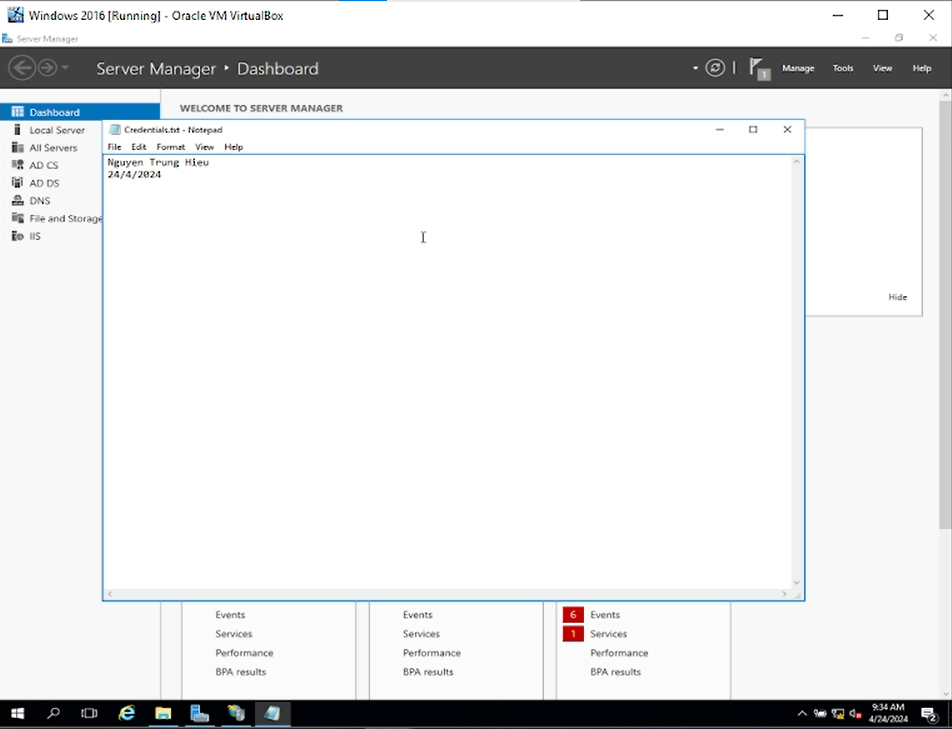 Windows 2016 [Running] - Oracle VM VirtualBox
Server Manager
Server Manager ‣ Dashboard
1
Manage
Tools
View
Help
Dashboard
Local Server
All Servers
AD CS
AD DS
DNS
File and Storage
IIS
WELCOME TO SERVER MANAGER
Credentials.txt - Notepad
File Edit Format View Help
Nguyen Trung Hieu
24/4/2024
Hide
Events
Services
Performance
BPA results
Events
Services
Performance
BPA results
6 Events
1 Services
Performance
BPA results
9:34 AM
4/24/2024
2